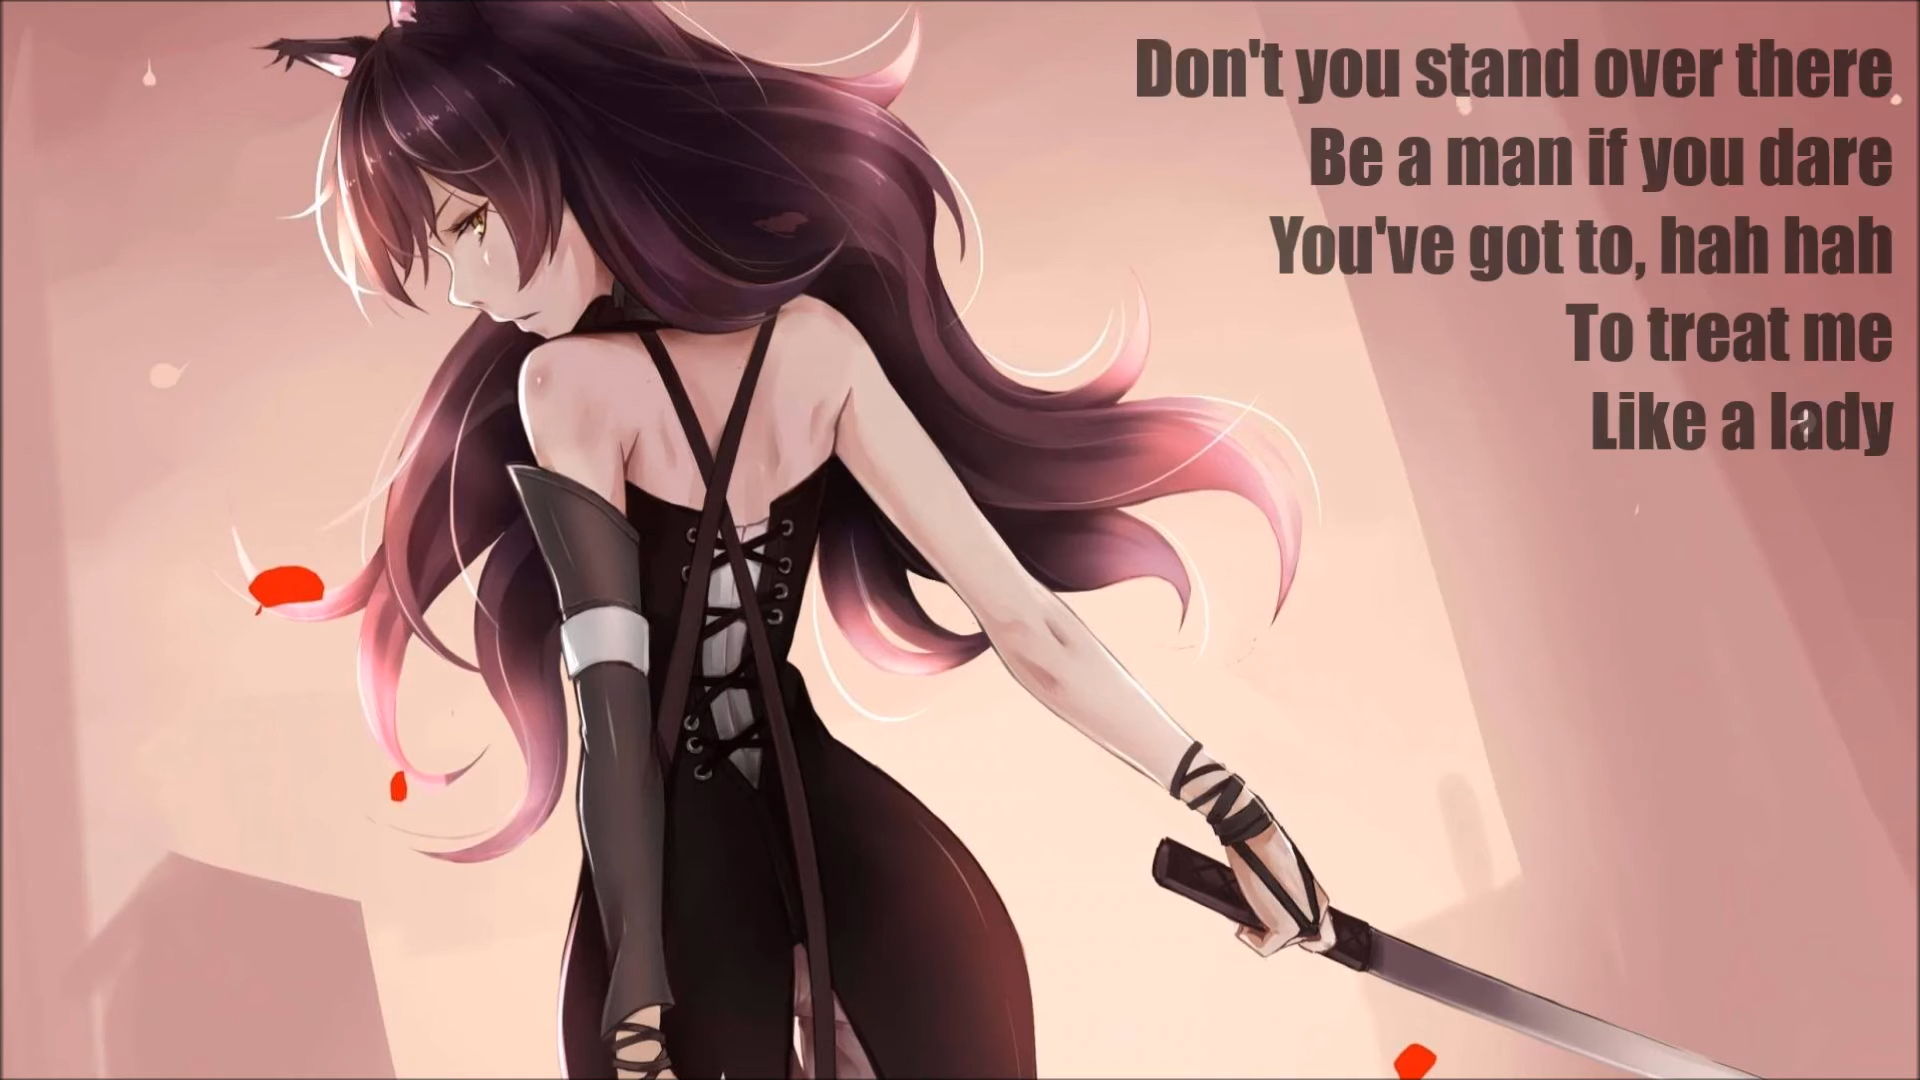 Don't you stand over there
Be a man if you dare
You've got to, hah hah
To treat me
Like a lady